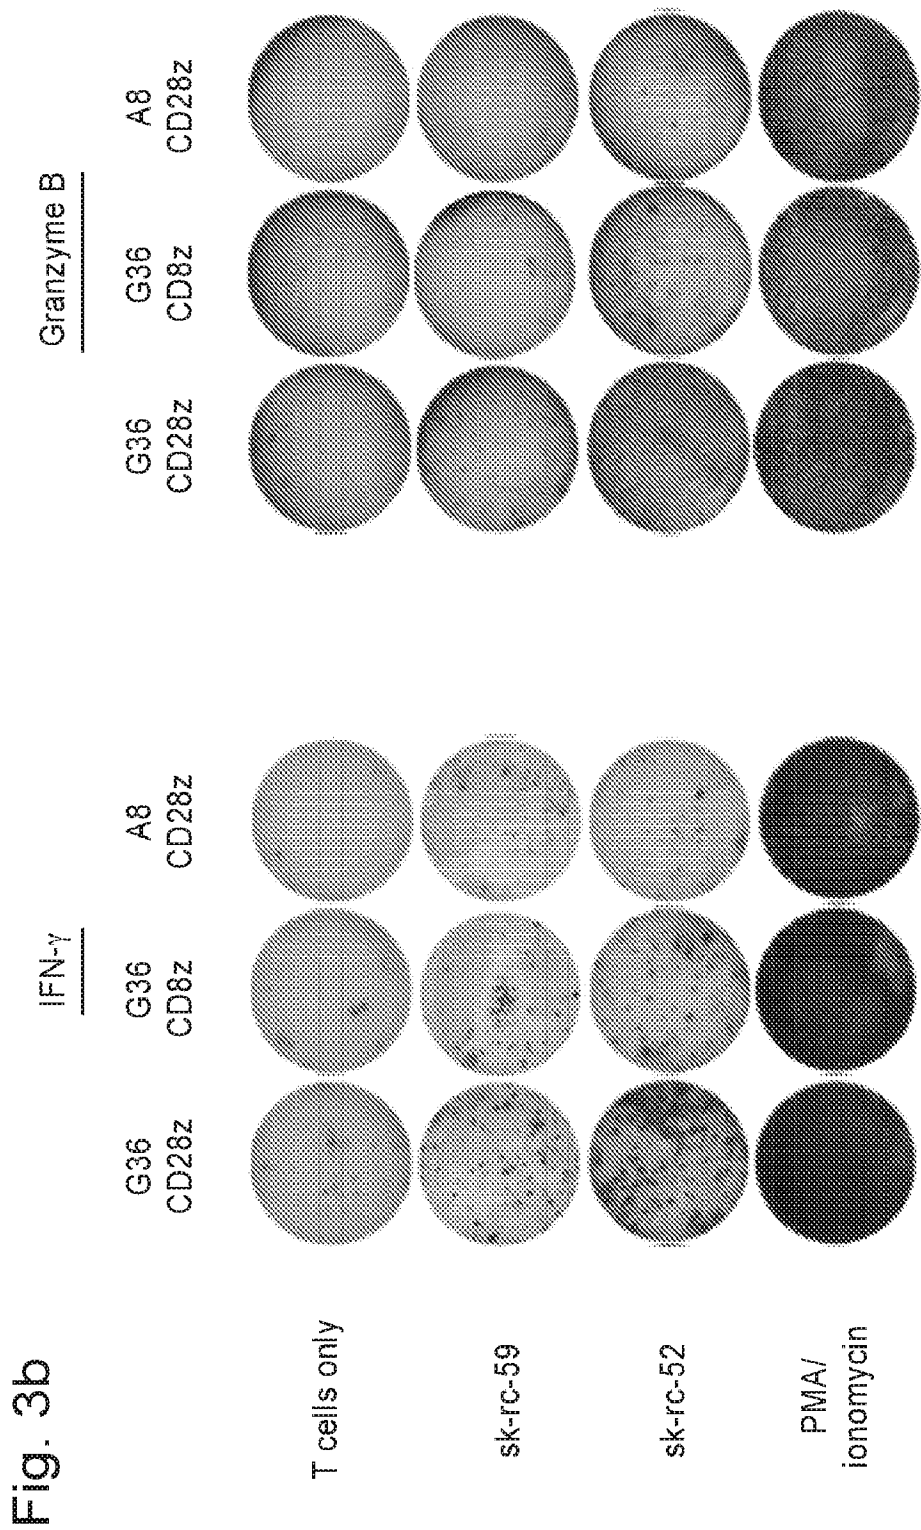 Fig. 3b
IFN-γ
Granzyme B
G36
CD28z
G36
CD8z
A8
CD28z
G36
CD28z
G36
CD8z
A8
CD28z
T cells only
sk-rc-59
sk-rc-52
PMA/
ionomycin